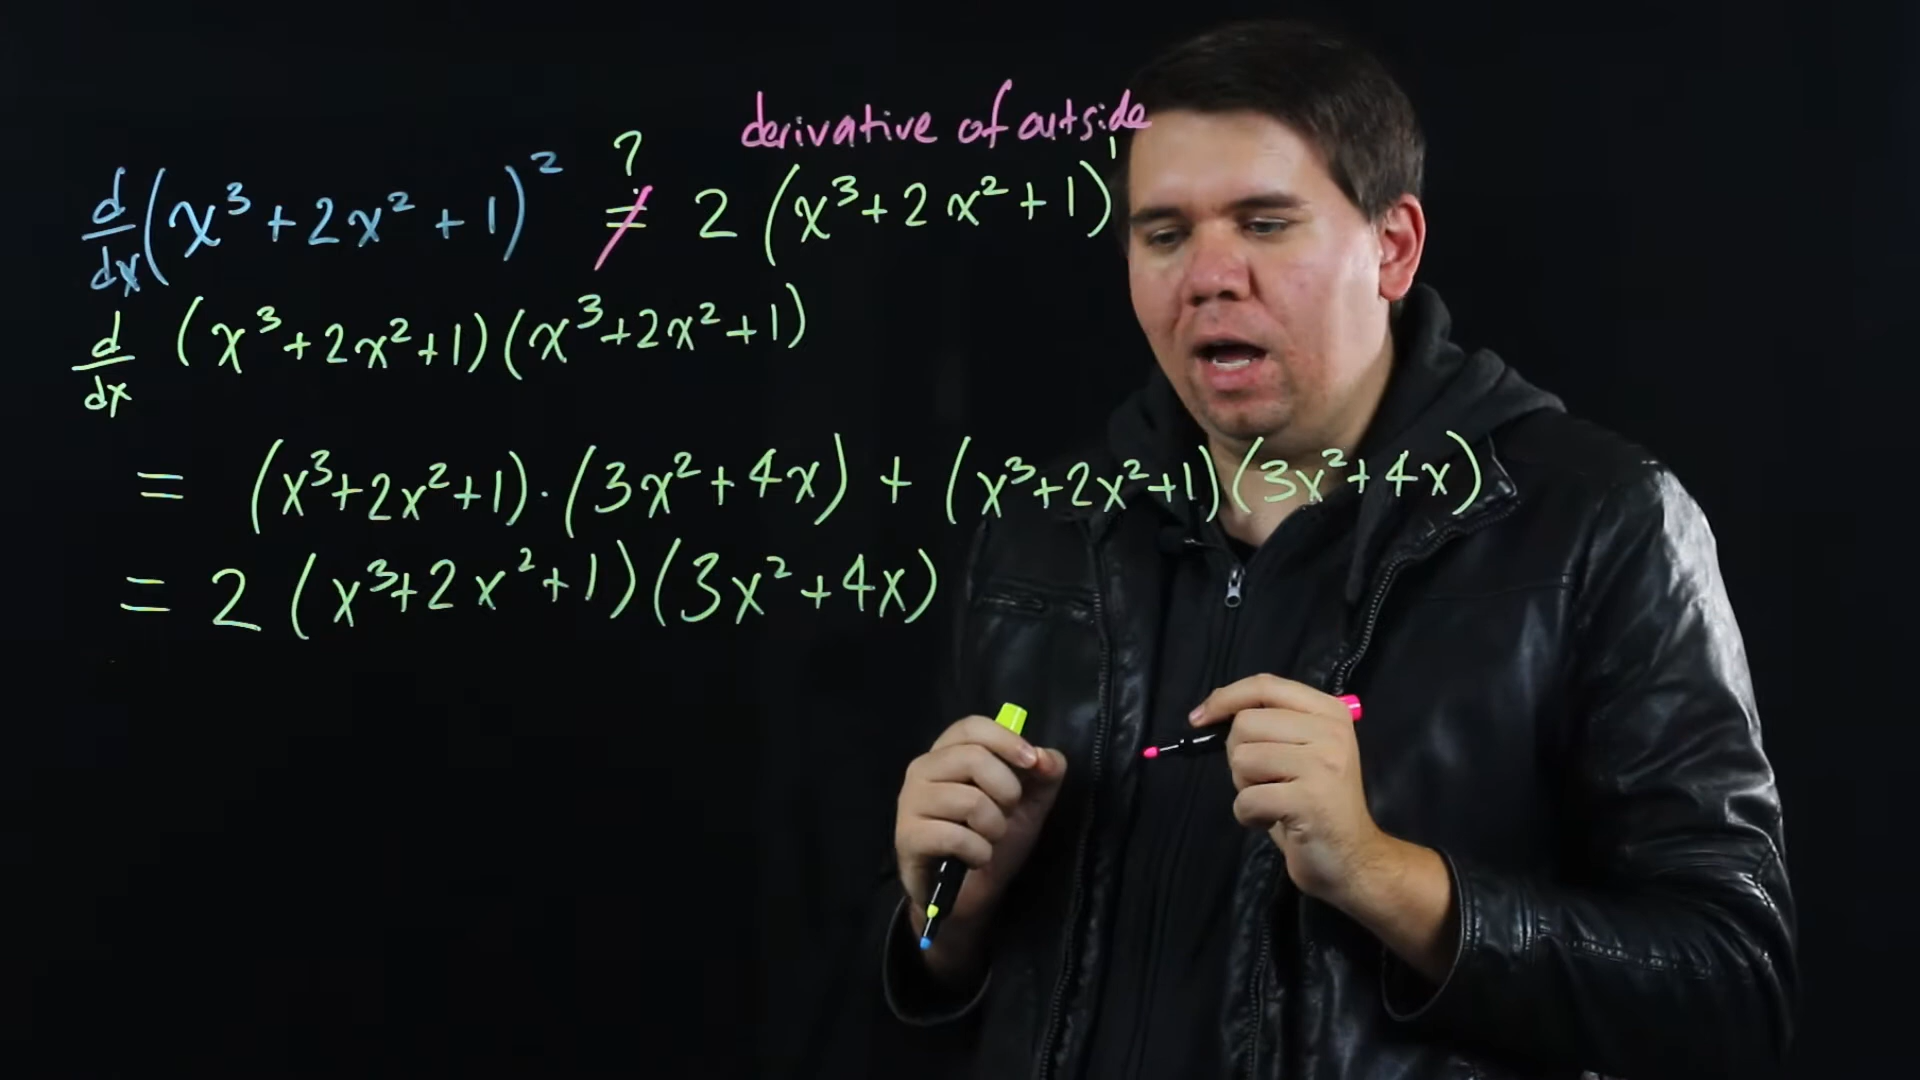 derivative of outside
d/dx (x³ + 2x² + 1)² ≠ ? 2 (x³ + 2x² + 1)¹
d/dx (x³ + 2x² + 1)(x³ + 2x² + 1)
= (x³ + 2x² + 1) · (3x² + 4x) + (x³ + 2x² + 1)(3x² + 4x)
= 2 (x³ + 2x² + 1)(3x² + 4x)